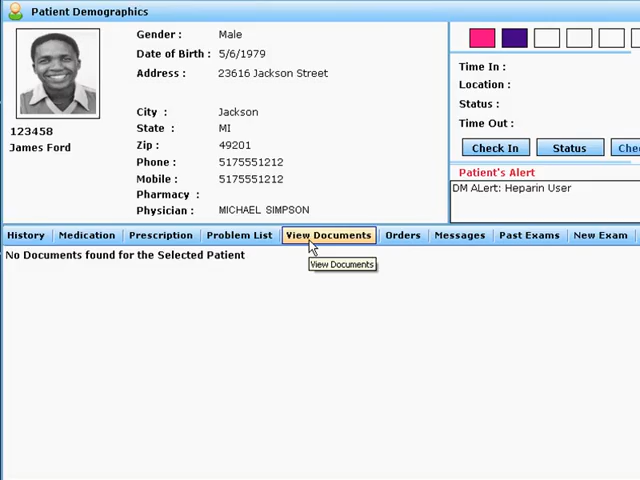 Patient Demographics
Gender : Male
Date of Birth : 5/6/1979
Address : 23616 Jackson Street
City : Jackson
State : MI
Zip : 49201
Phone : 5175551212
Mobile : 5175551212
Pharmacy :
Physician : MICHAEL SIMPSON
123458
James Ford
Time In :
Location :
Status :
Time Out :
Check In Status Chec
Patient's Alert
DM ALert: Heparin User
History Medication Prescription Problem List View Documents Orders Messages Past Exams New Exam
No Documents found for the Selected Patient
View Documents